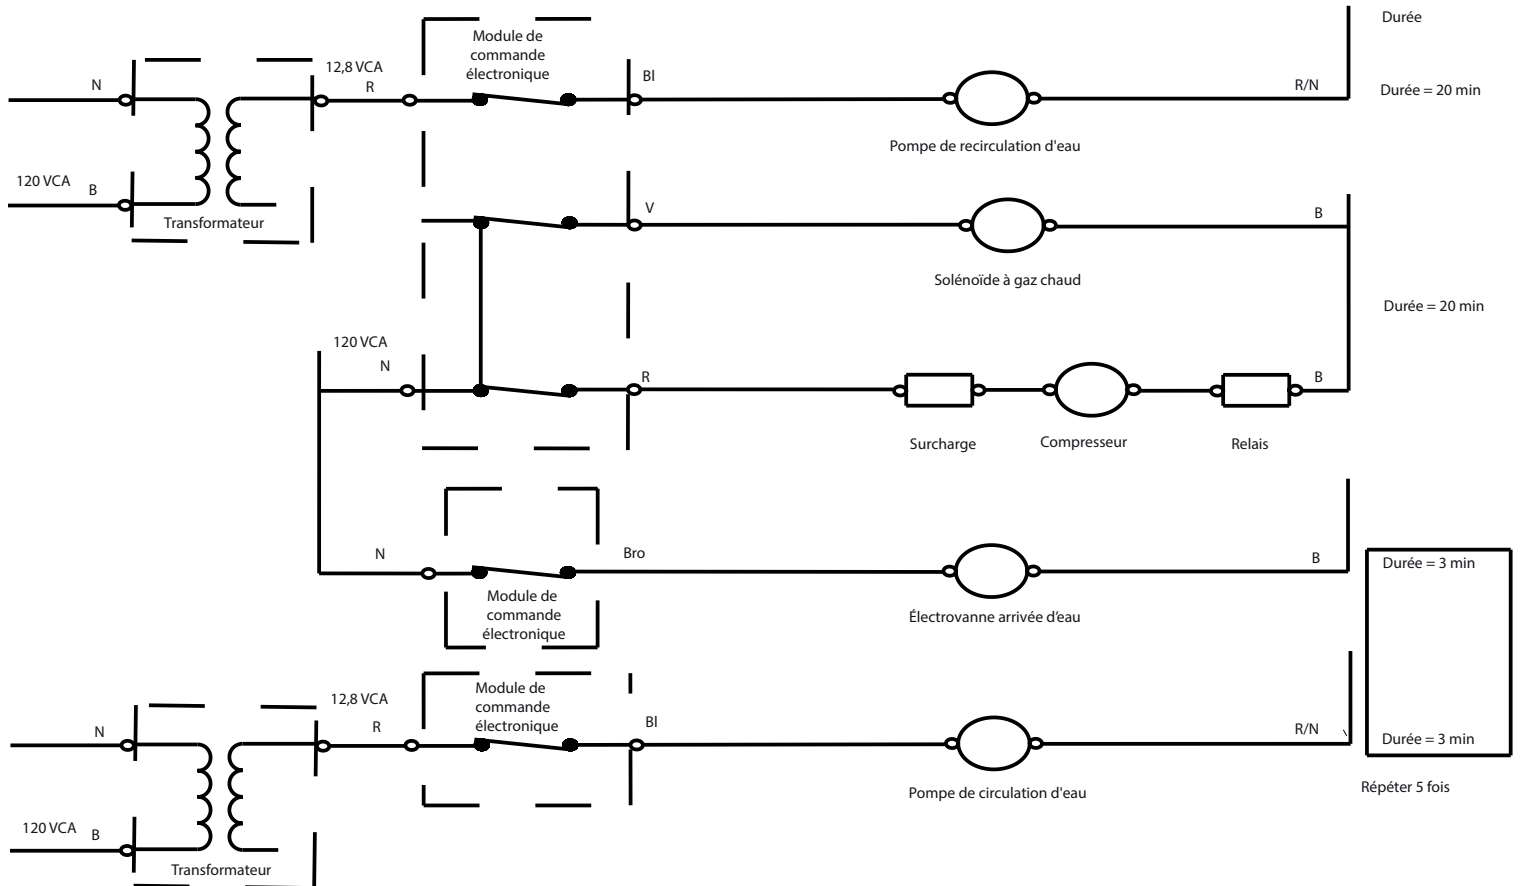 Durée
Module de
commande
électronique
12,8 VCA
N
R
Bl
R/N
Durée = 20 min
Pompe de recirculation d'eau
120 VCA
B
Transformateur
V
B
Solénoïde à gaz chaud
Durée = 20 min
120 VCA
N
R
B
Surcharge
Compresseur
Relais
N
Bro
B
Durée = 3 min
Module de
commande
électronique
Électrovanne arrivée d’eau
Module de
commande
électronique
12,8 VCA
N
R
Bl
R/N
Durée = 3 min
Répéter 5 fois
Pompe de circulation d'eau
120 VCA
B
Transformateur